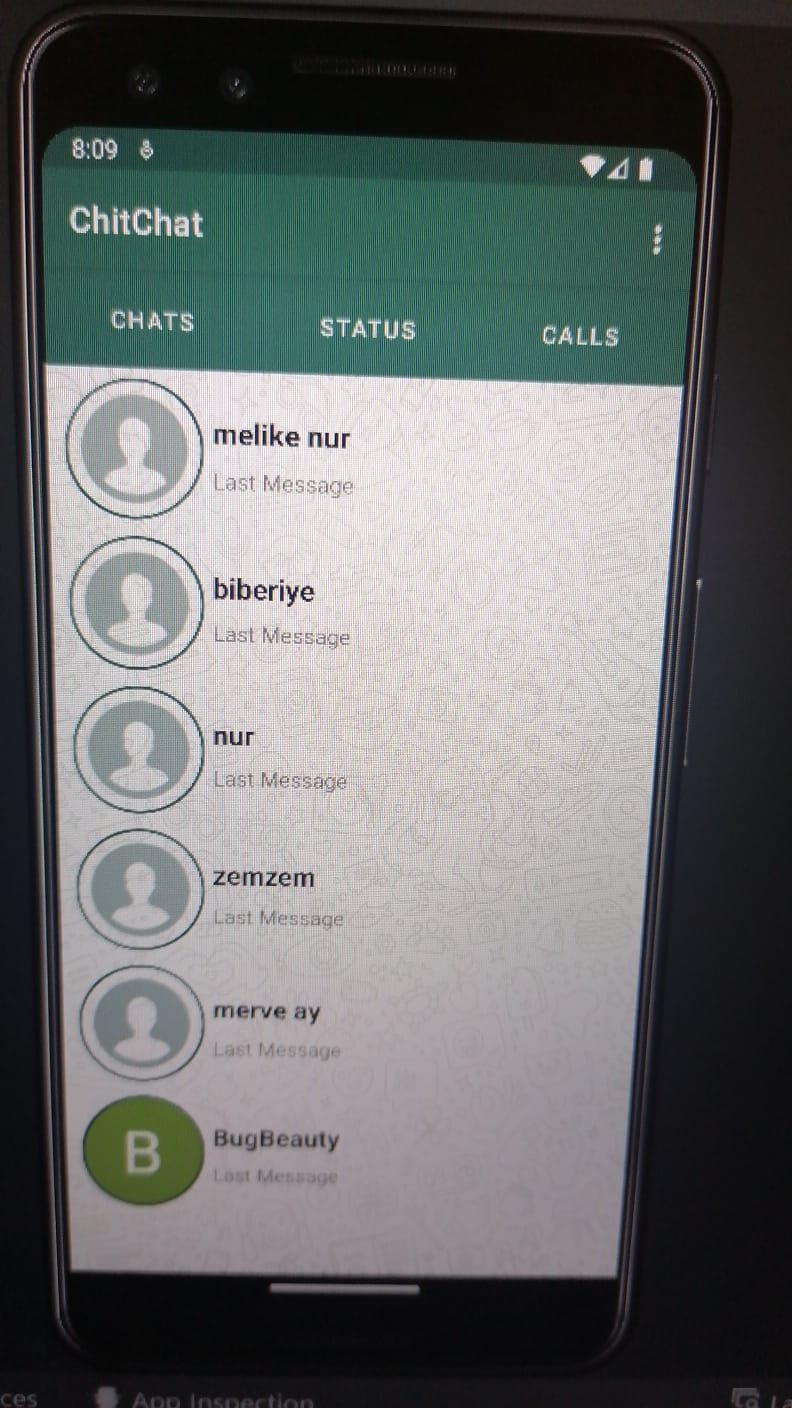 8:09
ChitChat
CHATS STATUS CALLS
melike nur
Last Message
biberiye
Last Message
nur
Last Message
zemzem
Last Message
merve ay
Last Message
B
BugBeauty
Last Message
App Inspection